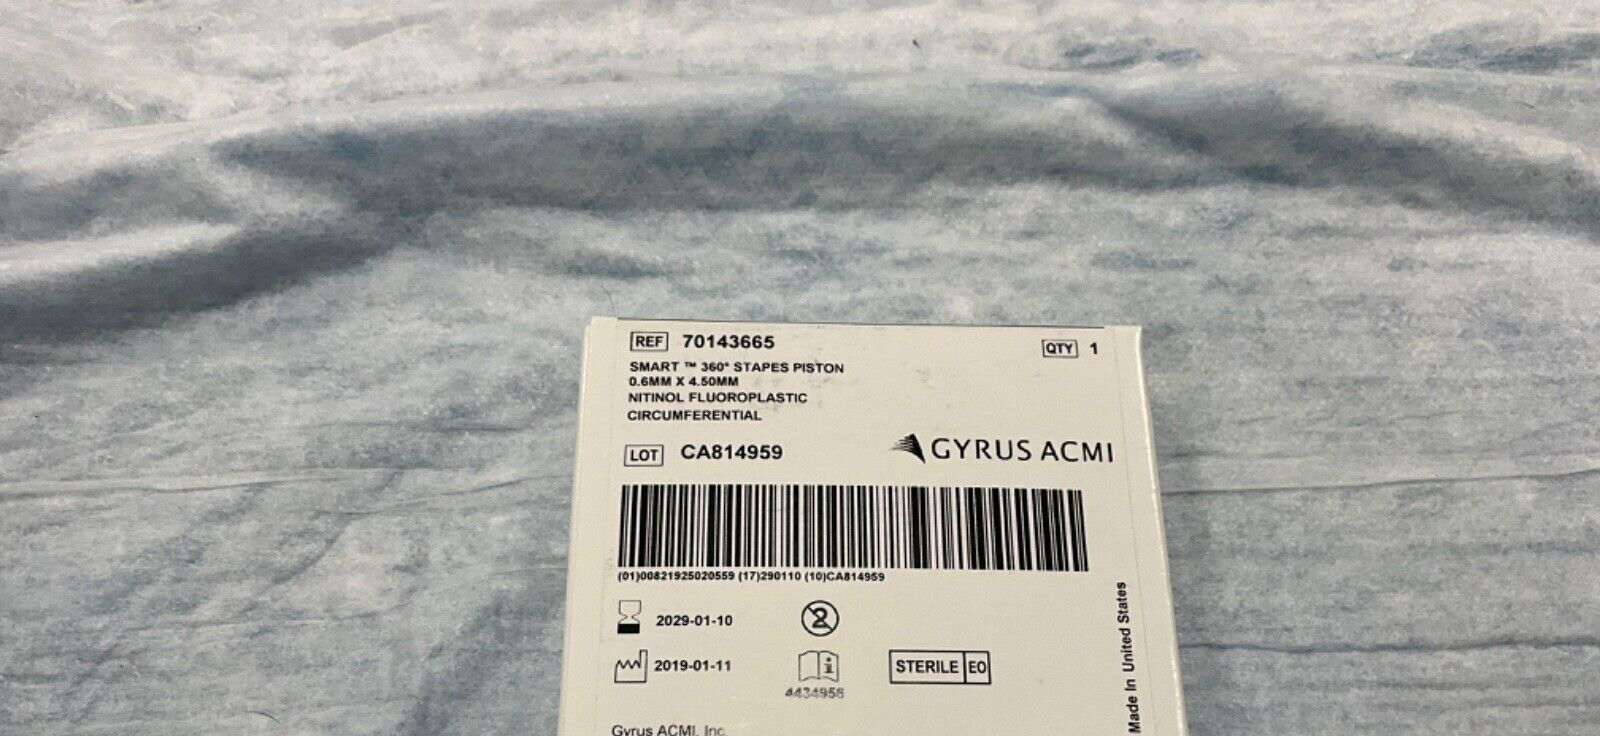 REF 70143665
QTY 1
SMART ™ 360° STAPES PISTON
0.6MM X 4.50MM
NITINOL FLUOROPLASTIC
CIRCUMFERENTIAL
LOT CA814959
GYRUS ACMI
(01)00821925020559 (17)290110 (10)CA814959
2029-01-10
2
2019-01-11
i
STERILE EO
4434956
Made In United States
Gyrus ACMI, Inc.